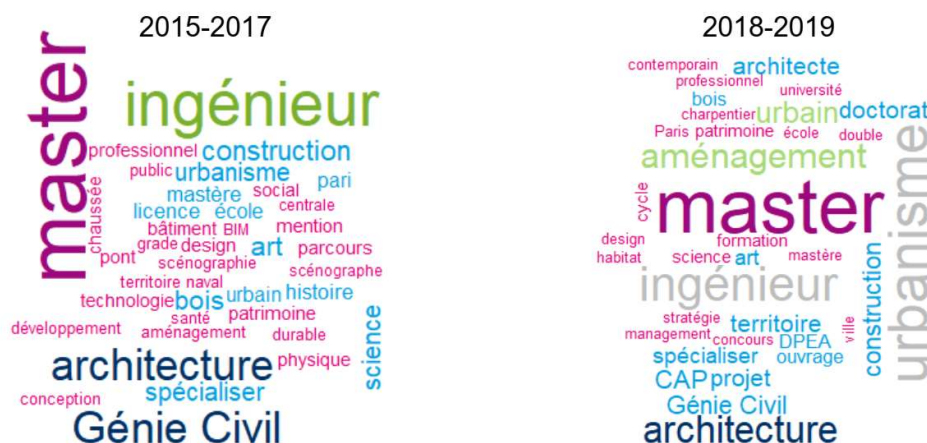 2015-2017
master
ingénieur
professionnel construction
public urbanisme
pari
mastère social
chaussée
licence école centrale
bâtiment BIM mention
grade design art parcours
pont
scénographie scénographe
territoire naval
technologie bois urbain histoire
santé patrimoine
développement aménagement durable
science
architecture physique
spécialiser
conception
Génie Civil
2018-2019
contemporain architecte
professionnel université
bois
charpentier urbain doctorat
Paris patrimoine école double
aménagement
urbanisme
cycle
master
design formation
habitat science art mastère
ingénieur
construction
stratégie territoire ville
management concours DPEA
spécialiser ouvrage
CAP projet
Génie Civil
architecture